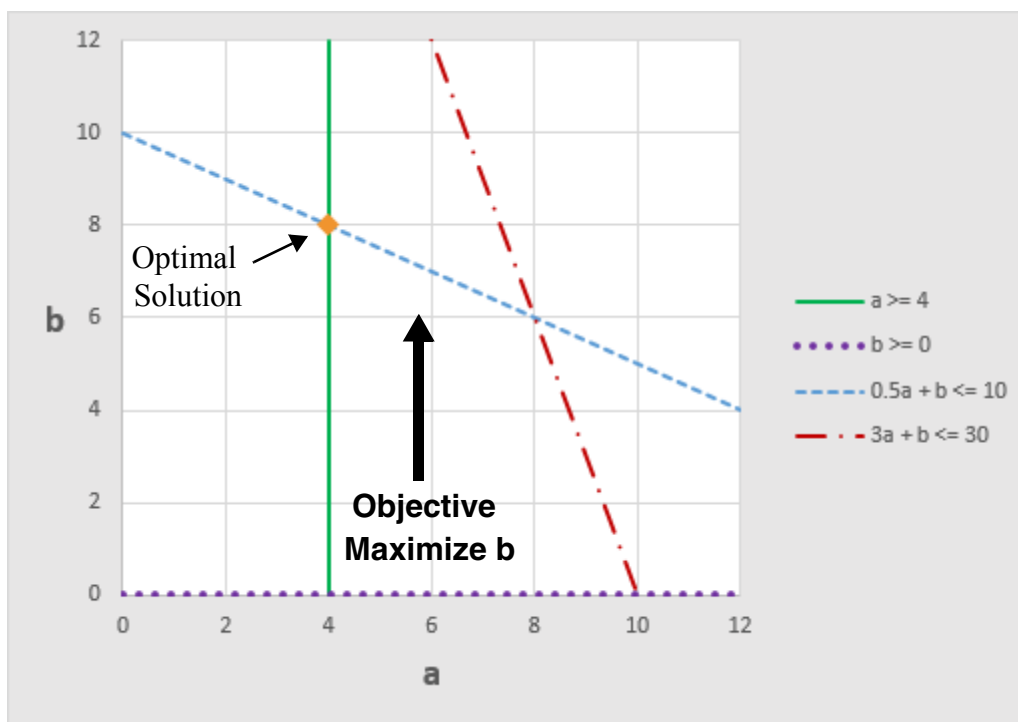 12
10
8
6
4
2
0
b
Optimal
Solution
Objective
Maximize b
0 2 4 6 8 10 12
a
a >= 4
b >= 0
0.5a + b <= 10
3a + b <= 30